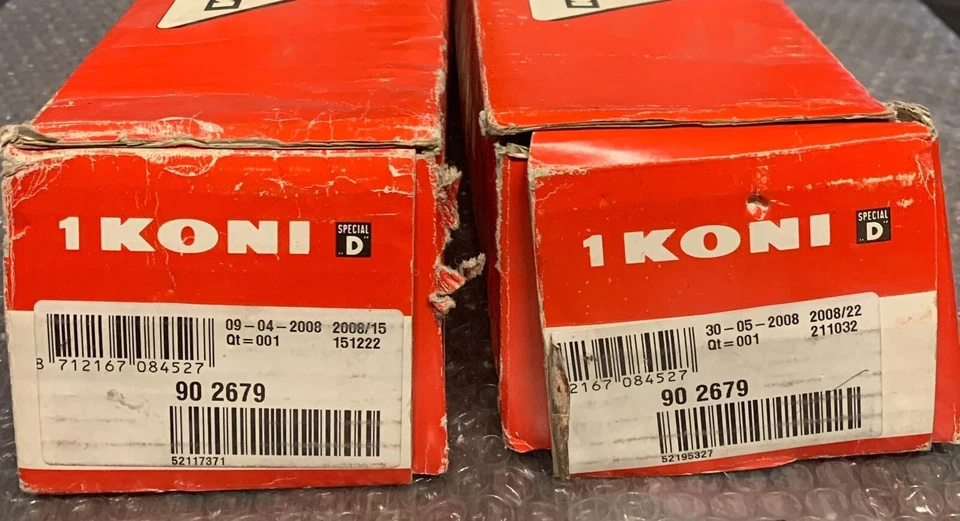 1 KONI SPECIAL "D"
09-04-2008 2008/15
Qt=001 151222
8 712167 084527
90 2679
52117371
1 KONI SPECIAL "D"
30-05-2008 2008/22
Qt=001 211032
2167 084527
90 2679
52195327